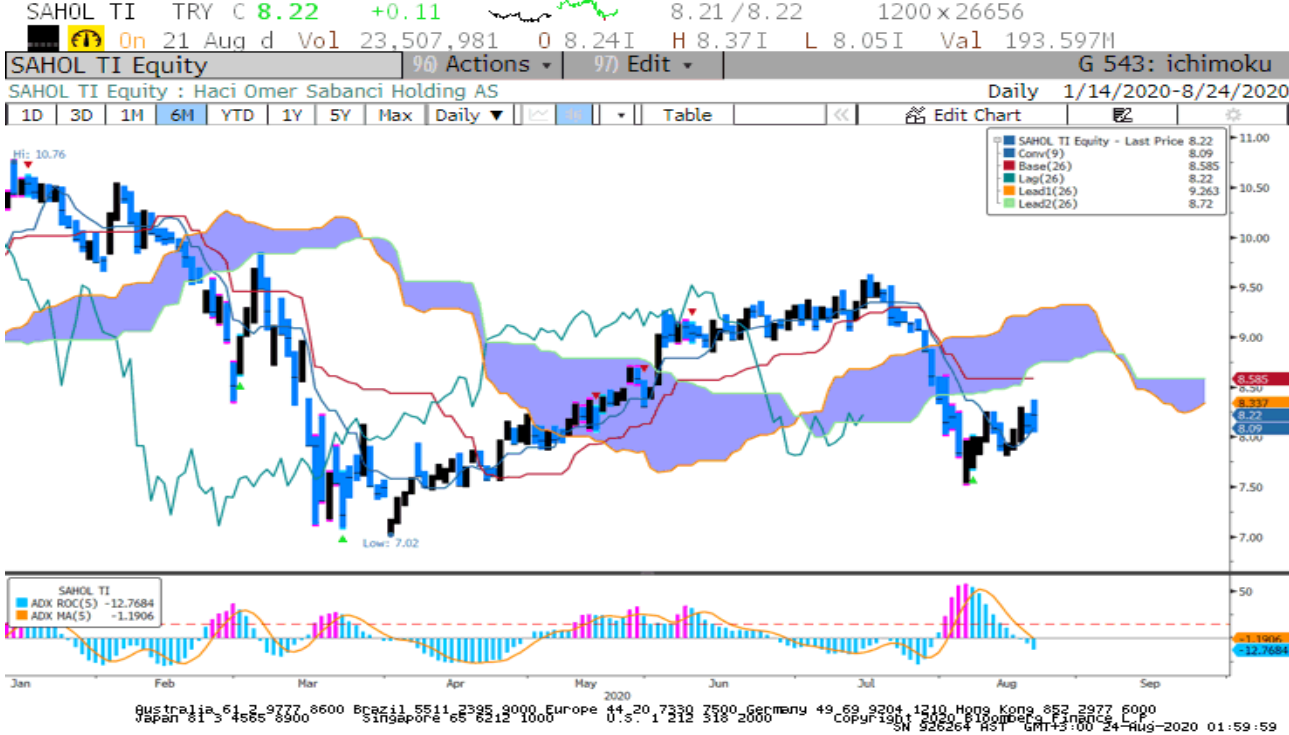 SAHOL TI TRY C 8.22 +0.11 8.21/8.22 1200x26656
On 21 Aug d Vol 23,507,981 O 8.24I H 8.37I L 8.05I Val 193.597M
SAHOL TI Equity 96) Actions 97) Edit G 543: ichimoku
SAHOL TI Equity : Haci Omer Sabanci Holding AS Daily 1/14/2020-8/24/2020
1D 3D 1M 6M YTD 1Y 5Y Max Daily ▼ Table « Edit Chart
SAHOL TI Equity - Last Price 8.22
Conv(9) 8.09
Base(26) 8.585
Lag(26) 8.22
Lead1(26) 9.263
Lead2(26) 8.72
Hi: 10.76
Low: 7.02
11.00
10.50
10.00
9.50
9.00
8.585
8.50
8.337
8.22
8.09
8.00
7.50
7.00
SAHOL TI
ADX ROC(5) -12.7684
ADX MA(5) -1.1906
50
-1.1906
-12.7684
Jan Feb Mar Apr May Jun Jul Aug Sep
2020
Australia 61 2 9777 8600 Brazil 5511 2395 9000 Europe 44 20 7330 7500 Germany 49 69 9204 1210 Hong Kong 852 2977 6000
Japan 81 3 4565 8900 Singapore 65 6212 1000 U.S. 1 212 318 2000 Copyright 2020 Bloomberg Finance L.P.
SN 926264 AST GMT+3:00 24-Aug-2020 01:59:59